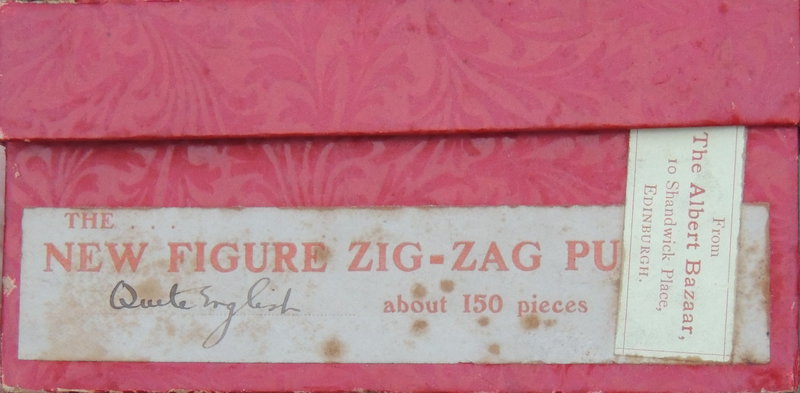 THE . . .
NEW FIGURE ZIG-ZAG PU
Quite English about 150 pieces
From
The Albert Bazaar,
10 Shandwick Place,
EDINBURGH.